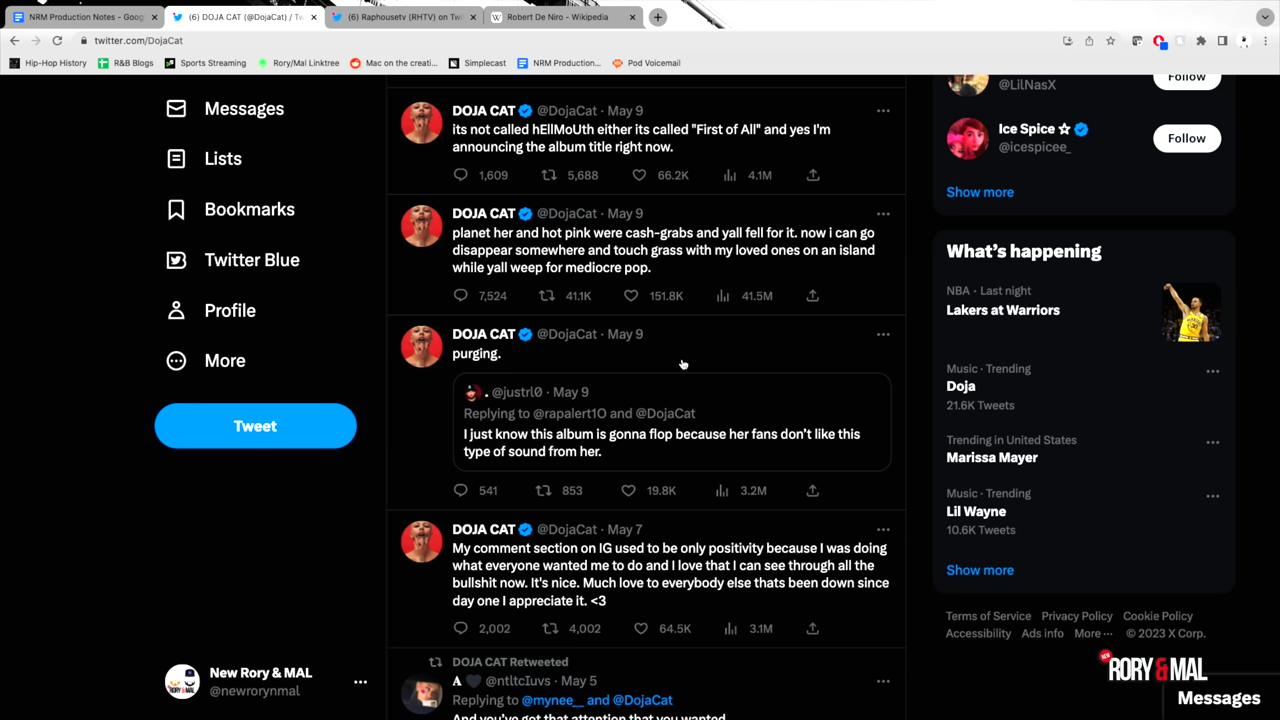 NRM Production Notes - Goog
(6) DOJA CAT (@DojaCat) / Tw
(6) Raphousetv (RHTV) on Twi
Robert De Niro - Wikipedia
twitter.com/DojaCat
Hip-Hop History
R&B Blogs
Sports Streaming
Rory/Mal Linktree
Mac on the creati...
Simplecast
NRM Production...
Pod Voicemail
Messages
Lists
Bookmarks
Twitter Blue
Profile
More
Tweet
New Rory & MAL
@newrorynmal
DOJA CAT @DojaCat · May 9
its not called hEllMoUth either its called "First of All" and yes I'm
announcing the album title right now.
1,609 5,688 66.2K 4.1M
DOJA CAT @DojaCat · May 9
planet her and hot pink were cash-grabs and yall fell for it. now i can go
disappear somewhere and touch grass with my loved ones on an island
while yall weep for mediocre pop.
7,524 41.1K 151.8K 41.5M
DOJA CAT @DojaCat · May 9
purging.
. @justrl0 · May 9
Replying to @rapalert1O and @DojaCat
I just know this album is gonna flop because her fans don't like this
type of sound from her.
541 853 19.8K 3.2M
DOJA CAT @DojaCat · May 7
My comment section on IG used to be only positivity because I was doing
what everyone wanted me to do and I love that I can see through all the
bullshit now. It's nice. Much love to everybody else thats been down since
day one I appreciate it. <3
2,002 4,002 64.5K 3.1M
DOJA CAT Retweeted
A @ntltcIuvs · May 5
Replying to @mynee__ and @DojaCat
And you've got that attention that you wanted
@LilNasX
Follow
Ice Spice ☆
@icespicee_
Follow
Show more
What's happening
NBA · Last night
Lakers at Warriors
Music · Trending
Doja
21.6K Tweets
Trending in United States
Marissa Mayer
Music · Trending
Lil Wayne
10.6K Tweets
Show more
Terms of Service Privacy Policy Cookie Policy
Accessibility Ads info More ··· © 2023 X Corp.
NEW
RORY & MAL
Messages